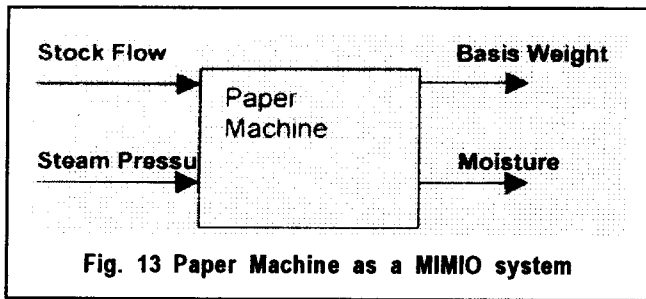 Stock Flow
Basis Weight
Paper
Machine
Steam Pressu
Moisture
Fig. 13 Paper Machine as a MIMIO system